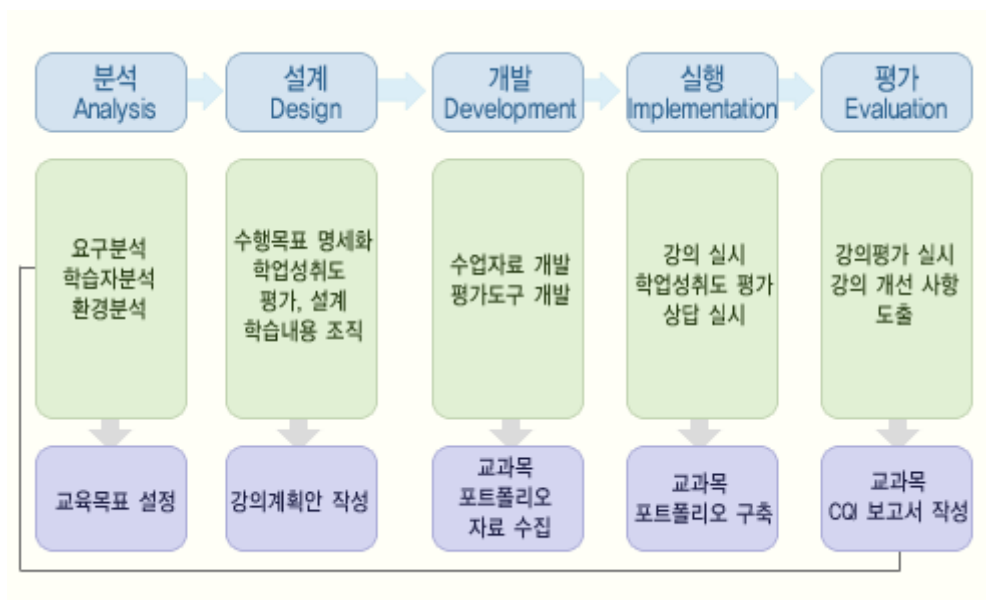 분석
Analysis
설계
Design
개발
Development
실행
Implementation
평가
Evaluation
요구분석
학습자분석
환경분석
수행목표 명세화
학업성취도
평가, 설계
학습내용 조직
수업자료 개발
평가도구 개발
강의 실시
학업성취도 평가
상답 실시
강의평가 실시
강의 개선 사항
도출
교육목표 설정
강의계획안 작성
교과목
포트폴리오
자료 수집
교과목
포트폴리오 구축
교과목
CQI 보고서 작성